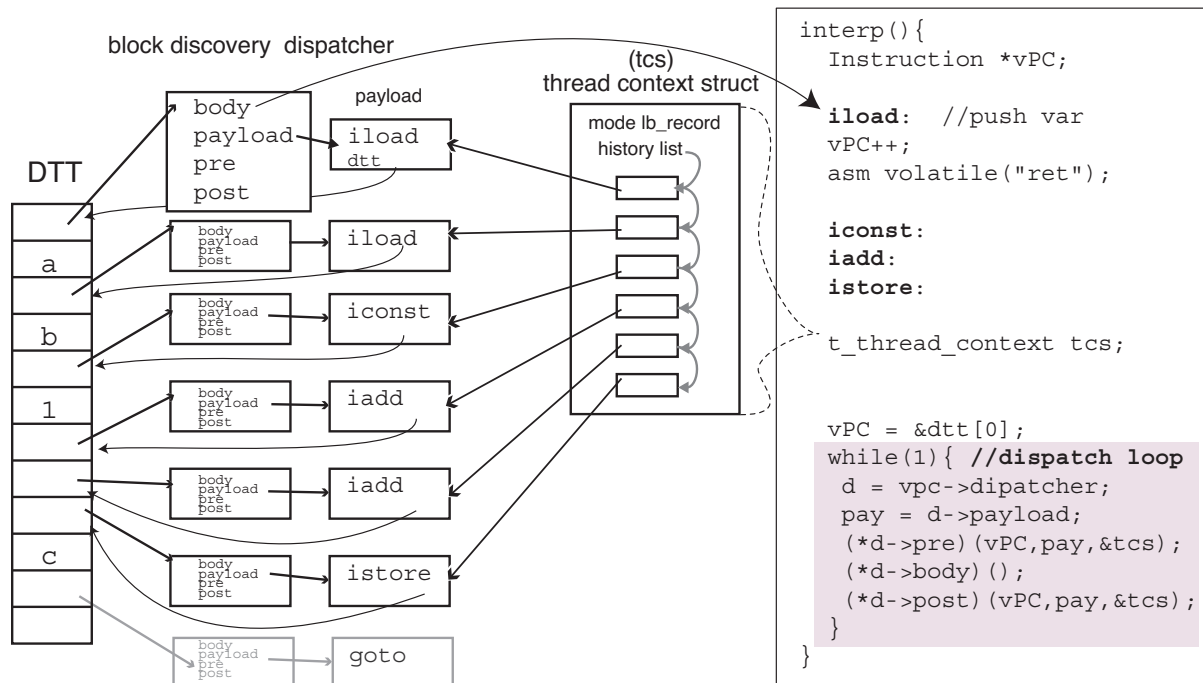 block discovery dispatcher
DTT
a
b
1
c
body
payload
pre
post
payload
iload
dtt
body
payload
pre
post
iload
body
payload
pre
post
iconst
body
payload
pre
post
iadd
body
payload
pre
post
iadd
body
payload
pre
post
istore
body
payload
pre
post
goto
(tcs)
thread context struct
mode lb_record
history list
interp(){
Instruction *vPC;
iload: //push var
vPC++;
asm volatile("ret");
iconst:
iadd:
istore:
t_thread_context tcs;
vPC = &dtt[0];
while(1){ //dispatch loop
d = vpc->dipatcher;
pay = d->payload;
(*d->pre)(vPC,pay,&tcs);
(*d->body)();
(*d->post)(vPC,pay,&tcs);
}
}